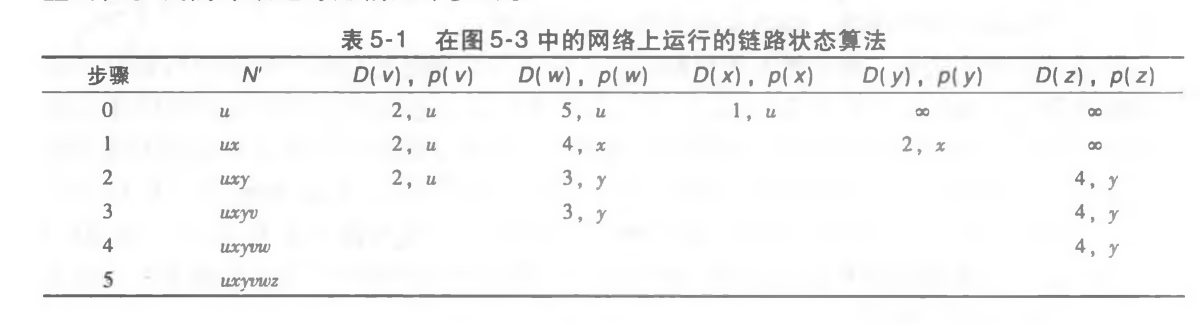 表 5-1 在图 5-3 中的网络上运行的链路状态算法
步骤 N' D(v), p(v) D(w), p(w) D(x), p(x) D(y), p(y) D(z), p(z)
0 u 2, u 5, u 1, u ∞ ∞
1 ux 2, u 4, x 2, x ∞
2 uxy 2, u 3, y 4, y
3 uxyv 3, y 4, y
4 uxyvw 4, y
5 uxyvwz